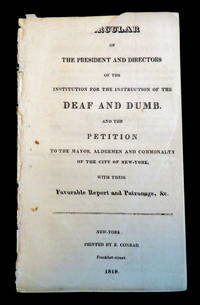 RCULAR
OF
THE PRESIDENT AND DIRECTORS
OF THE
INSTITUTION FOR THE INSTRUCTION OF THE
DEAF AND DUMB.
AND THE
PETITION
TO THE MAYOR, ALDERMEN AND COMMONALTY
OF THE CITY OF NEW-YORK,
WITH THEIR
Favorable Report and Patronage, &c.
NEW-YORK:
PRINTED BY E. CONRAD.
Frankfort-street.
1818.